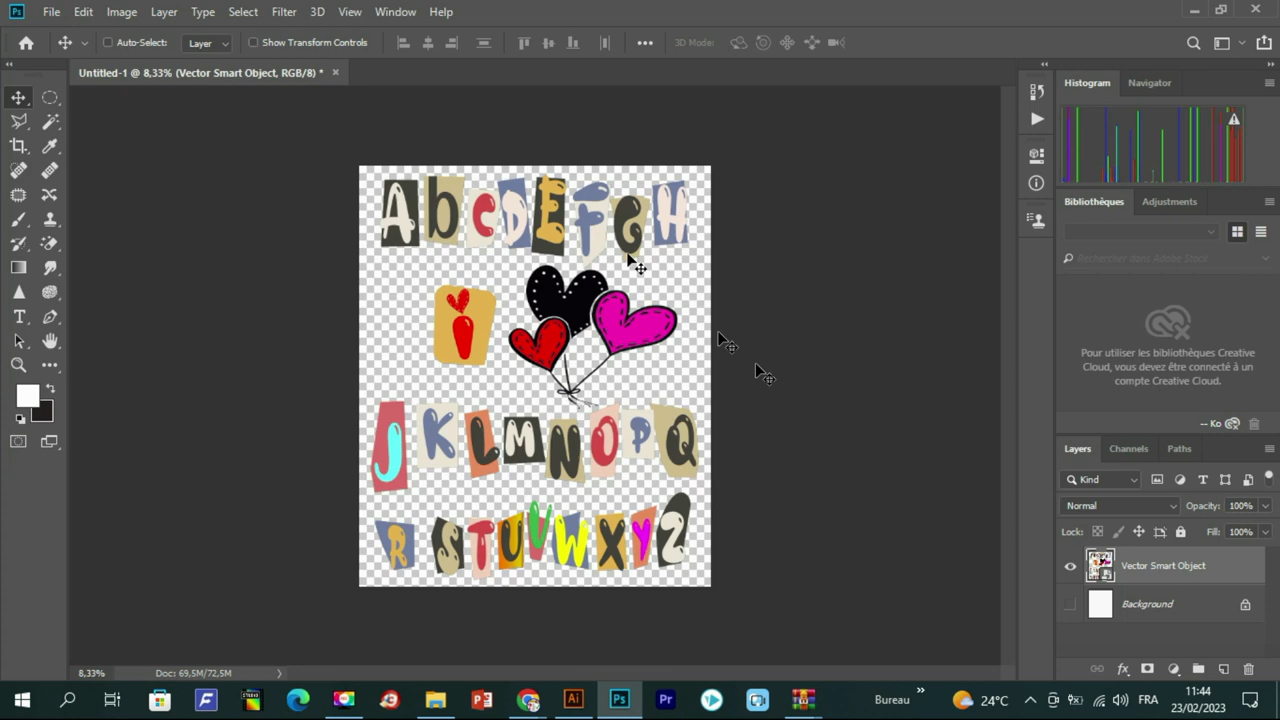 Ps File Edit Image Layer Type Select Filter 3D View Window Help
Auto-Select: Layer Show Transform Controls 3D Mode:
Untitled-1 @ 8,33% (Vector Smart Object, RGB/8) *
Histogram Navigator
A b c D E F G H
i
J K L M N O P Q
R S T U V W X Y Z
Bibliothèques Adjustments
Rechercher dans Adobe Stock
Pour utiliser les bibliothèques Creative
Cloud, vous devez être connecté à un
compte Creative Cloud.
-- Ko
Layers Channels Paths
Kind
Normal Opacity: 100%
Lock: Fill: 100%
Vector Smart Object
Background
8,33% Doc: 69,5M/72,5M
Ai Ps Pr Bureau 24°C FRA 11:44
23/02/2023